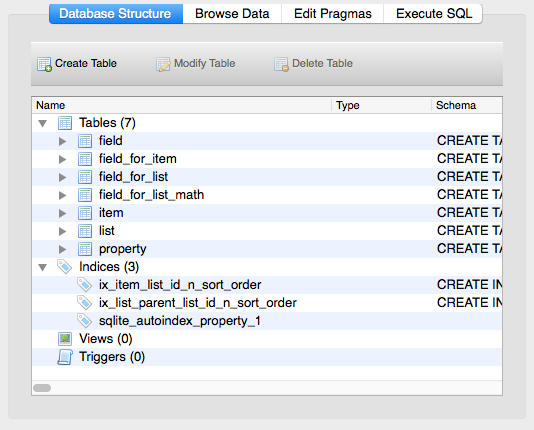 Database Structure Browse Data Edit Pragmas Execute SQL
Create Table Modify Table Delete Table
Name Type Schema
Tables (7)
field CREATE TA
field_for_item CREATE TA
field_for_list CREATE TA
field_for_list_math CREATE TA
item CREATE TA
list CREATE TA
property CREATE TA
Indices (3)
ix_item_list_id_n_sort_order CREATE IN
ix_list_parent_list_id_n_sort_order CREATE IN
sqlite_autoindex_property_1
Views (0)
Triggers (0)